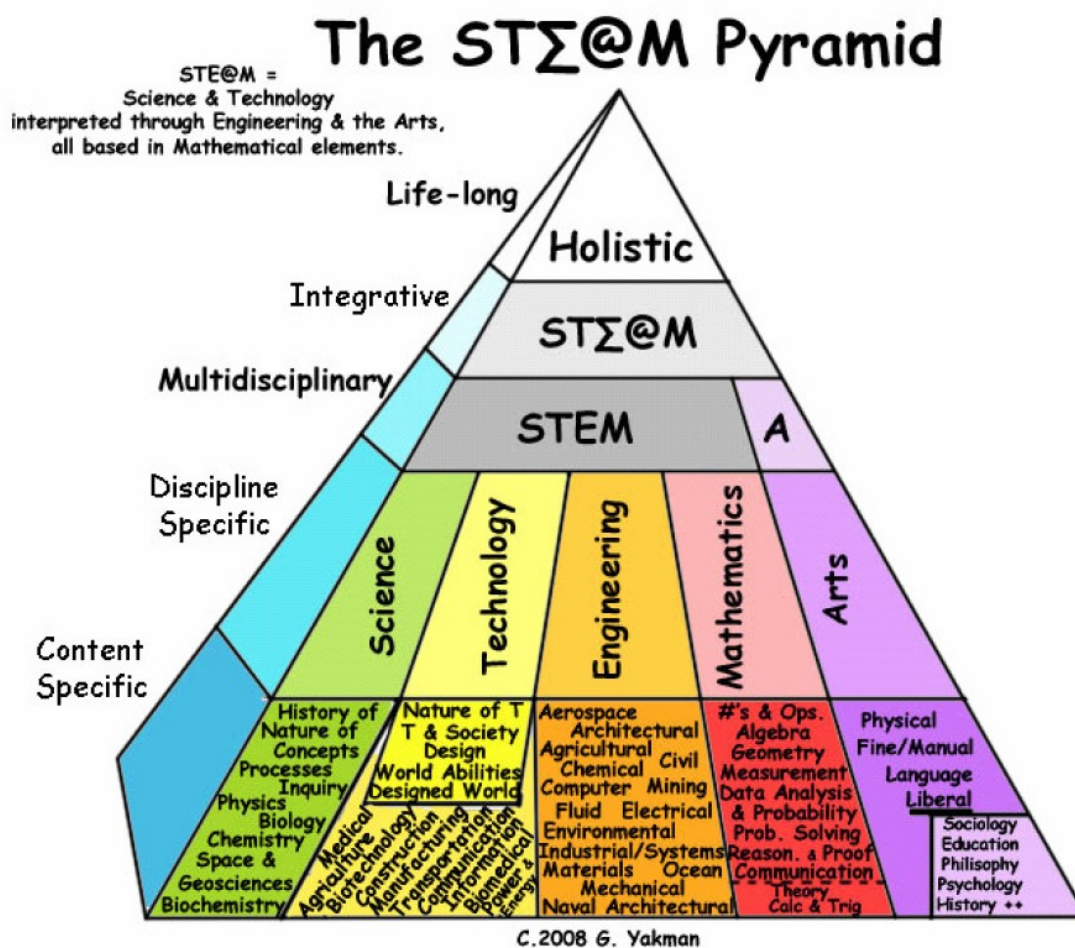 The STΣ@M Pyramid
STE@M =
Science & Technology
interpreted through Engineering & the Arts,
all based in Mathematical elements.
Life-long
Integrative
Multidisciplinary
Discipline
Specific
Content
Specific
Holistic
STΣ@M
STEM
A
Science
Technology
Engineering
Mathematics
Arts
History of
Nature of
Concepts
Processes
Inquiry
Physics
Biology
Chemistry
Space &
Geosciences
Biochemistry
Nature of T
T & Society
Design
World Abilities
Designed World
Medical
Agriculture
Biotechnology
Construction
Manufacturing
Transportation
Communication
Information
Biomedical
Power &
Energy
Aerospace
Architectural
Agricultural
Civil
Chemical
Computer Mining
Fluid Electrical
Environmental
Industrial/Systems
Materials Ocean
Mechanical
Naval Architectural
#'s & Ops.
Algebra
Geometry
Measurement
Data Analysis
& Probability
Prob. Solving
Reason. & Proof
Communication
Theory
Calc & Trig
Physical
Fine/Manual
Language
Liberal
Sociology
Education
Philisophy
Psychology
History ++
C.2008 G. Yakman